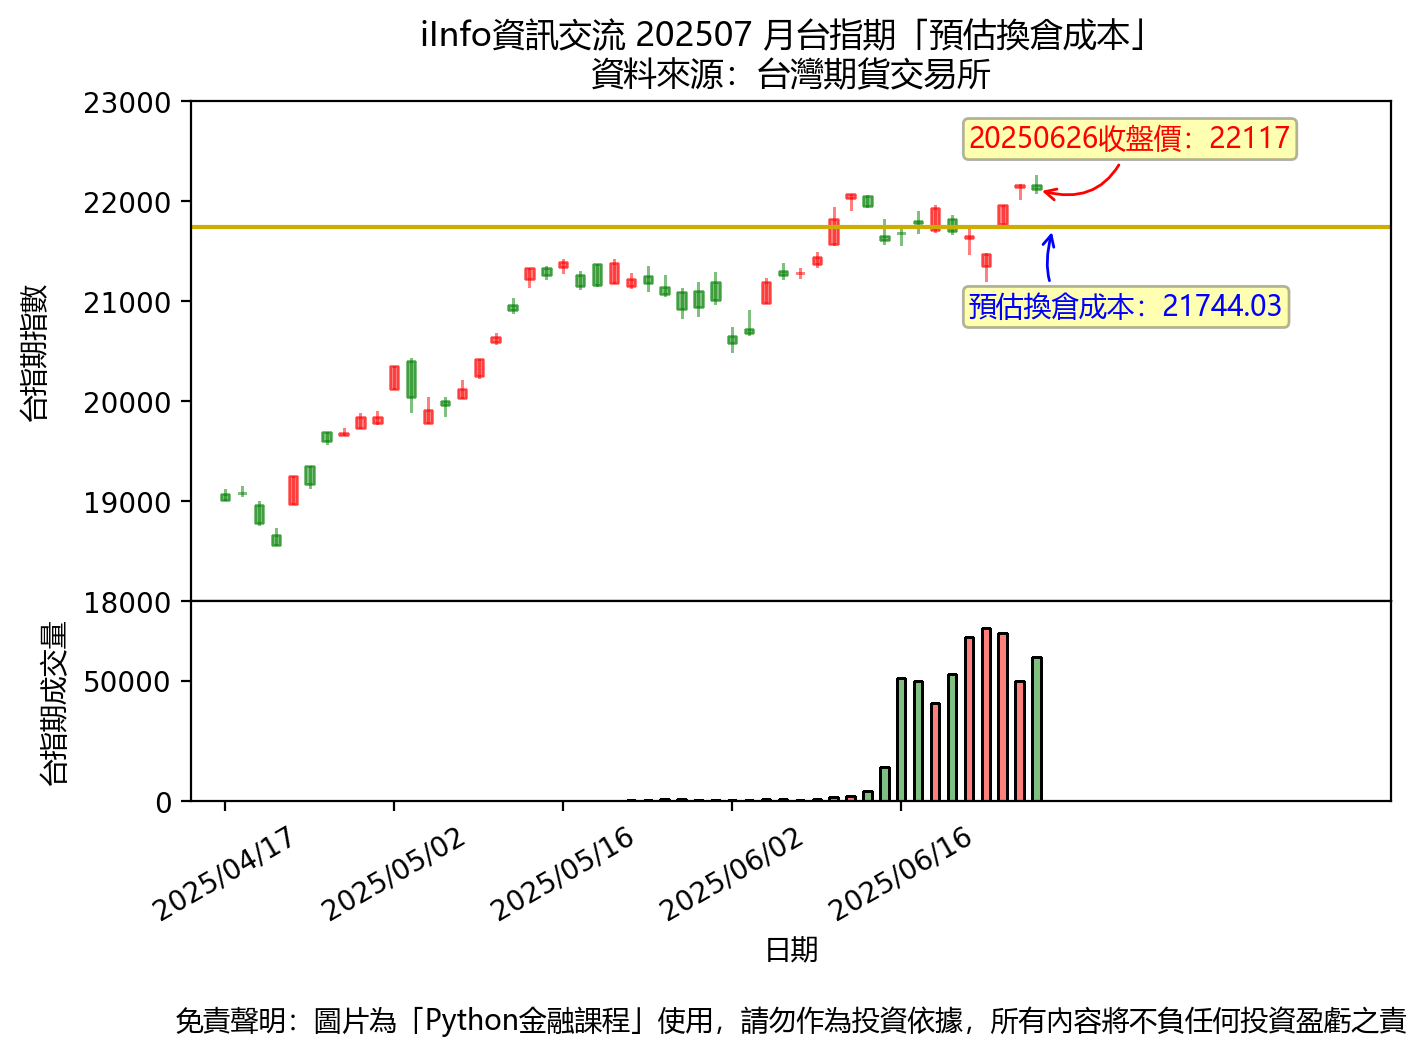 iInfo資訊交流 202507 月台指期「預估換倉成本」
資料來源：台灣期貨交易所
23000
20250626收盤價：22117
22000
預估換倉成本：21744.03
21000
20000
19000
18000
台指期指數
50000
0
台指期成交量
2025/04/17
2025/05/02
2025/05/16
2025/06/02
2025/06/16
日期
免責聲明：圖片為「Python金融課程」使用，請勿作為投資依據，所有內容將不負任何投資盈虧之責